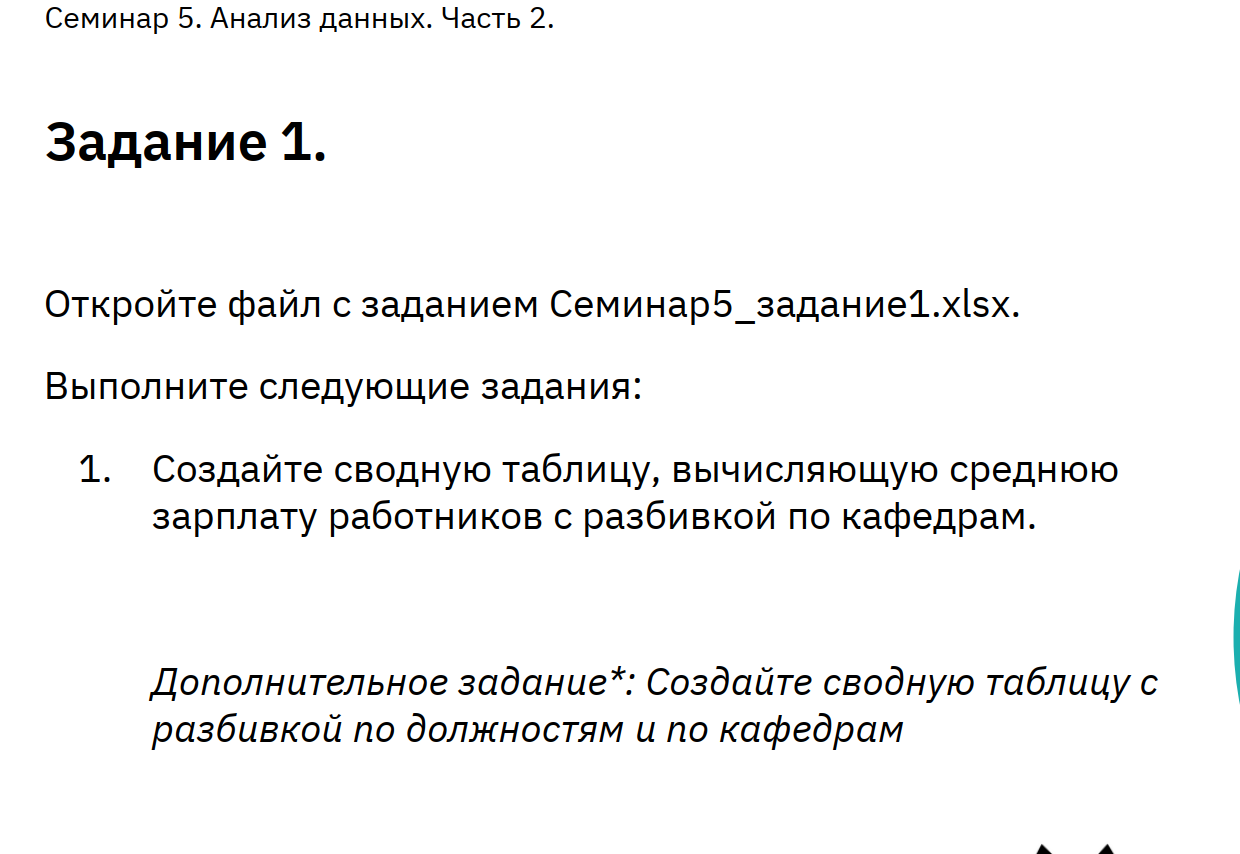 Семинар 5. Анализ данных. Часть 2.
Задание 1.
Откройте файл с заданием Семинар5_задание1.xlsx.
Выполните следующие задания:
1. Создайте сводную таблицу, вычисляющую среднюю
зарплату работников с разбивкой по кафедрам.
Дополнительное задание*: Создайте сводную таблицу с
разбивкой по должностям и по кафедрам